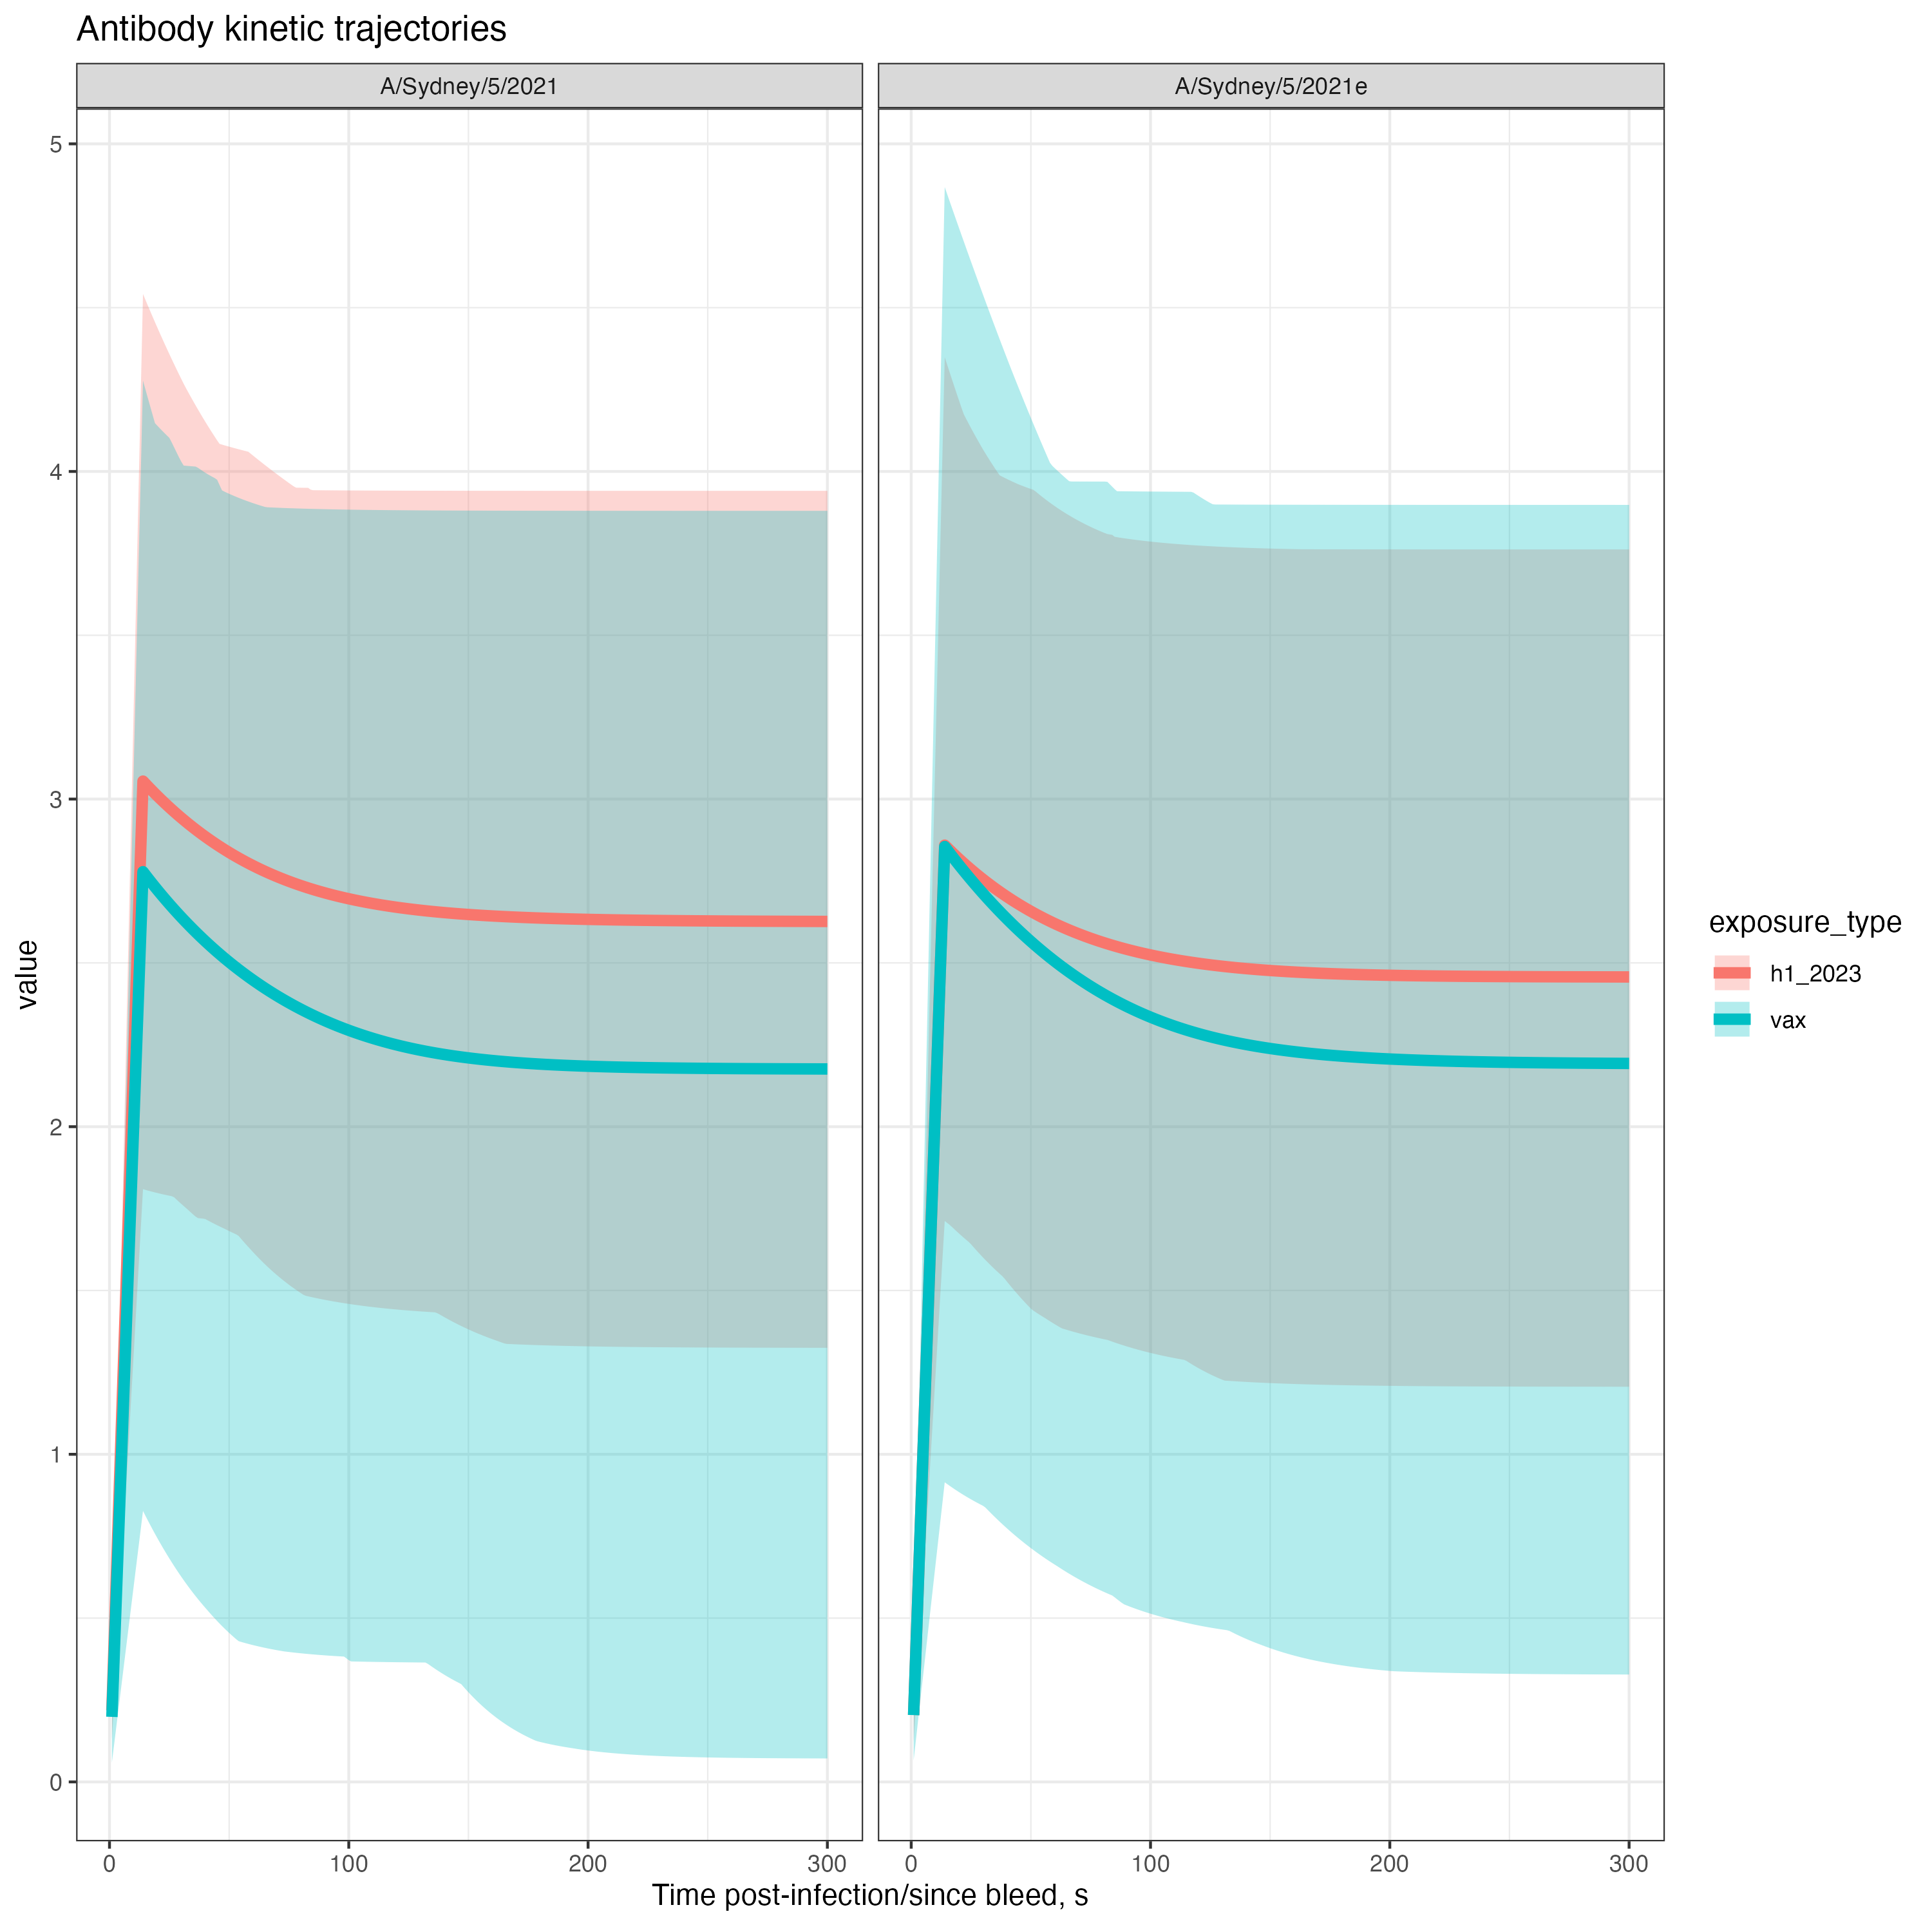 Antibody kinetic trajectories
A/Sydney/5/2021
A/Sydney/5/2021e
5
4
3
2
1
0
value
0 100 200 300
0 100 200 300
Time post-infection/since bleed, s
exposure_type
h1_2023
vax